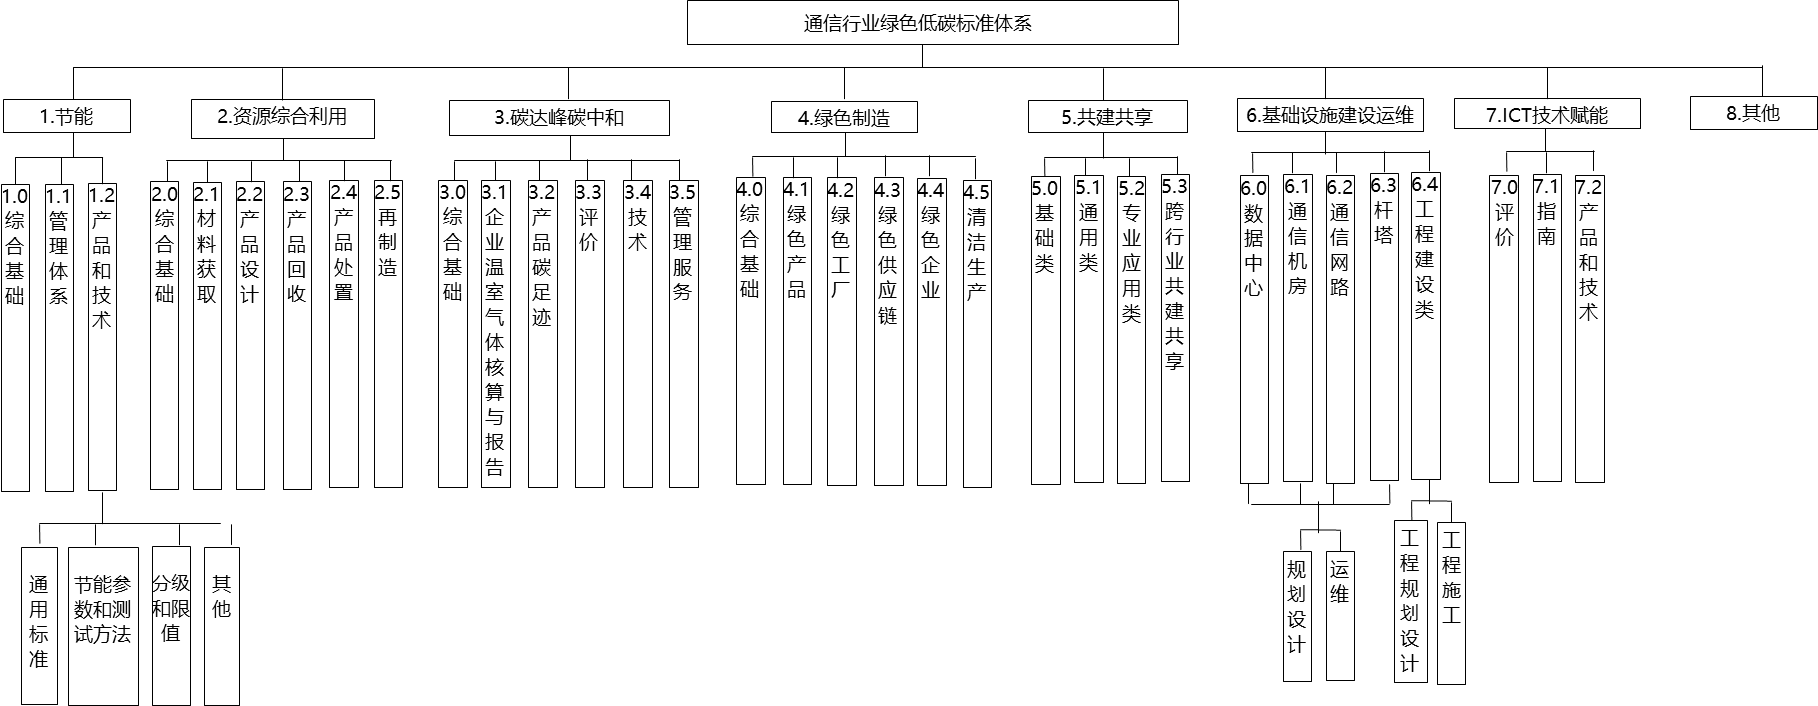 通信行业绿色低碳标准体系
1.节能
2.资源综合利用
3.碳达峰碳中和
4.绿色制造
5.共建共享
6.基础设施建设运维
7.ICT技术赋能
8.其他
1.0综合基础
1.1管理体系
1.2产品和技术
2.0综合基础
2.1材料获取
2.2产品设计
2.3产品回收
2.4产品处置
2.5再制造
3.0综合基础
3.1企业温室气体核算与报告
3.2产品碳足迹
3.3评价
3.4技术
3.5管理服务
4.0综合基础
4.1绿色产品
4.2绿色工厂
4.3绿色供应链
4.4绿色企业
4.5清洁生产
5.0基础类
5.1通用类
5.2专业应用类
5.3跨行业共建共享
6.0数据中心
6.1通信机房
6.2通信网路
6.3杆塔
6.4工程建设类
7.0评价
7.1指南
7.2产品和技术
通用标准
节能参
数和测
试方法
分级
和限
值
其他
规划设计
运维
工程规划设计
工程施工